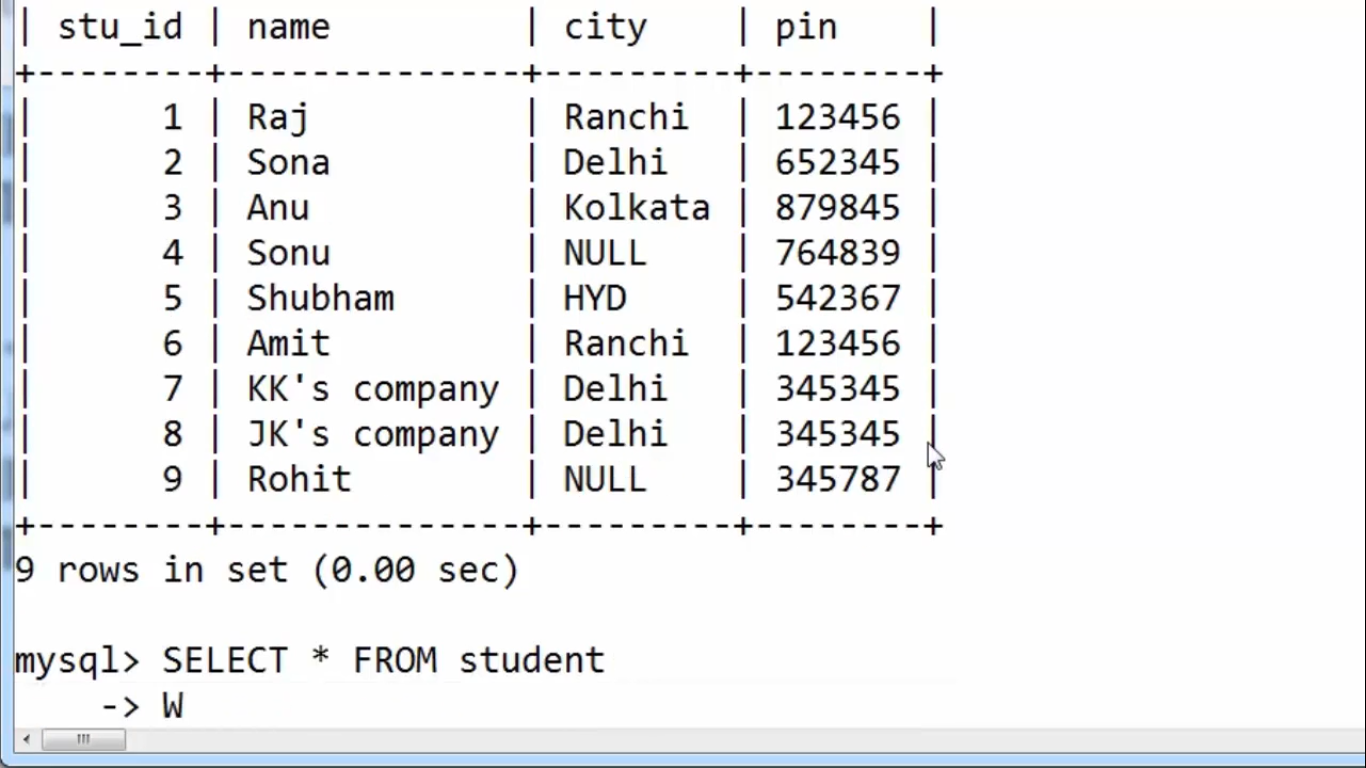 | stu_id | name         | city    | pin    |
+--------+--------------+---------+--------+
|      1 | Raj          | Ranchi  | 123456 |
|      2 | Sona         | Delhi   | 652345 |
|      3 | Anu          | Kolkata | 879845 |
|      4 | Sonu         | NULL    | 764839 |
|      5 | Shubham      | HYD     | 542367 |
|      6 | Amit         | Ranchi  | 123456 |
|      7 | KK's company | Delhi   | 345345 |
|      8 | JK's company | Delhi   | 345345 |
|      9 | Rohit        | NULL    | 345787 |
+--------+--------------+---------+--------+
9 rows in set (0.00 sec)
mysql> SELECT * FROM student
    -> W